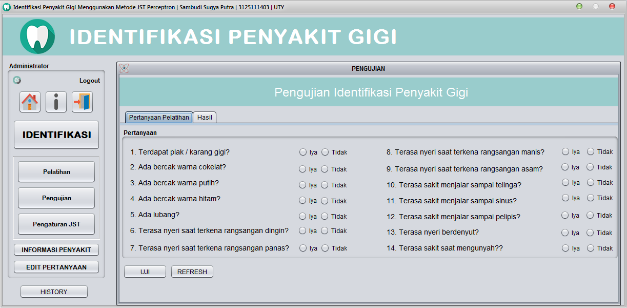 Identifikasi Penyakit Gigi Menggunakan Metode JST Perceptron | Sambudi Sugya Putra | 3125111403 | UTY
IDENTIFIKASI PENYAKIT GIGI
Administrator
Logout
IDENTIFIKASI
Pelatihan
Pengujian
Pengaturan JST
INFORMASI PENYAKIT
EDIT PERTANYAAN
HISTORY
PENGUJIAN
Pengujian Identifikasi Penyakit Gigi
Pertanyaan Pelatihan Hasil
Pertanyaan
1. Terdapat plak / karang gigi? Iya Tidak
2. Ada bercak warna cokelat? Iya Tidak
3. Ada bercak warna putih? Iya Tidak
4. Ada bercak warna hitam? Iya Tidak
5. Ada lubang? Iya Tidak
6. Terasa nyeri saat terkena rangsangan dingin? Iya Tidak
7. Terasa nyeri saat terkena rangsangan panas? Iya Tidak
8. Terasa nyeri saat terkena rangsangan manis? Iya Tidak
9. Terasa nyeri saat terkena rangsangan asam? Iya Tidak
10. Terasa sakit menjalar sampai telinga? Iya Tidak
11. Terasa sakit menjalar sampai sinus? Iya Tidak
12. Terasa sakit menjalar sampai pelipis? Iya Tidak
13. Terasa nyeri berdenyut? Iya Tidak
14. Terasa sakit saat mengunyah?? Iya Tidak
UJI REFRESH